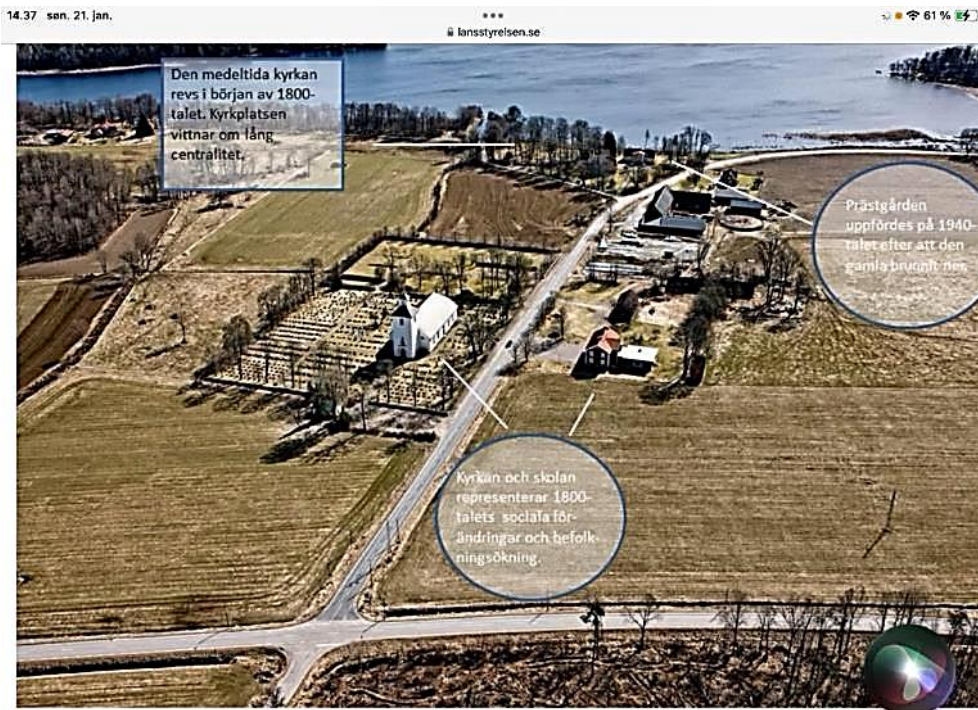 14.37 søn. 21. jan.
61 %
lansstyrelsen.se
Den medeltida kyrkan
revs i början av 1800-
talet. Kyrkplatsen
vittnar om lång
centralitet.
Prästgården
uppfördes på 1940-
talet efter att den
gamla brunnit ner.
Kyrkan och skolan
representerar 1800-
talets sociala för-
ändringar och befolk-
ningsökning.